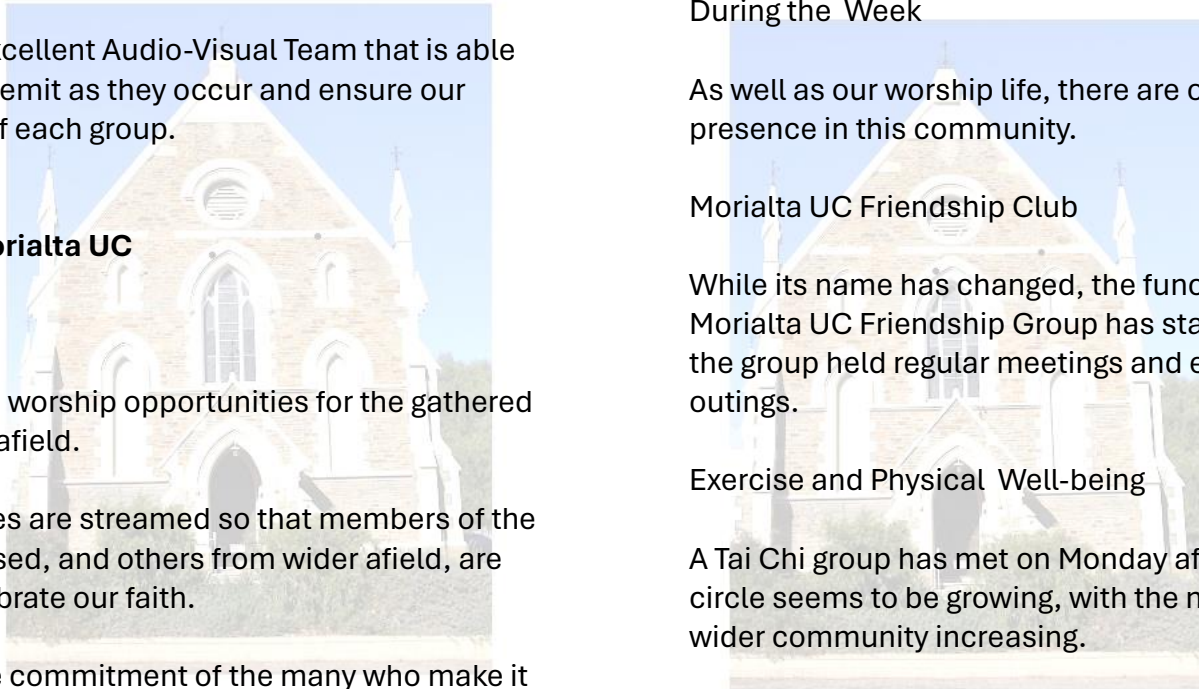 xcellent Audio-Visual Team that is able
emit as they occur and ensure our
f each group.
orialta UC
worship opportunities for the gathered
afield.
es are streamed so that members of the
sed, and others from wider afield, are
brate our faith.
e commitment of the many who make it
During the Week
As well as our worship life, there are o
presence in this community.
Morialta UC Friendship Club
While its name has changed, the func
Morialta UC Friendship Group has sta
the group held regular meetings and e
outings.
Exercise and Physical Well-being
A Tai Chi group has met on Monday af
circle seems to be growing, with the n
wider community increasing.